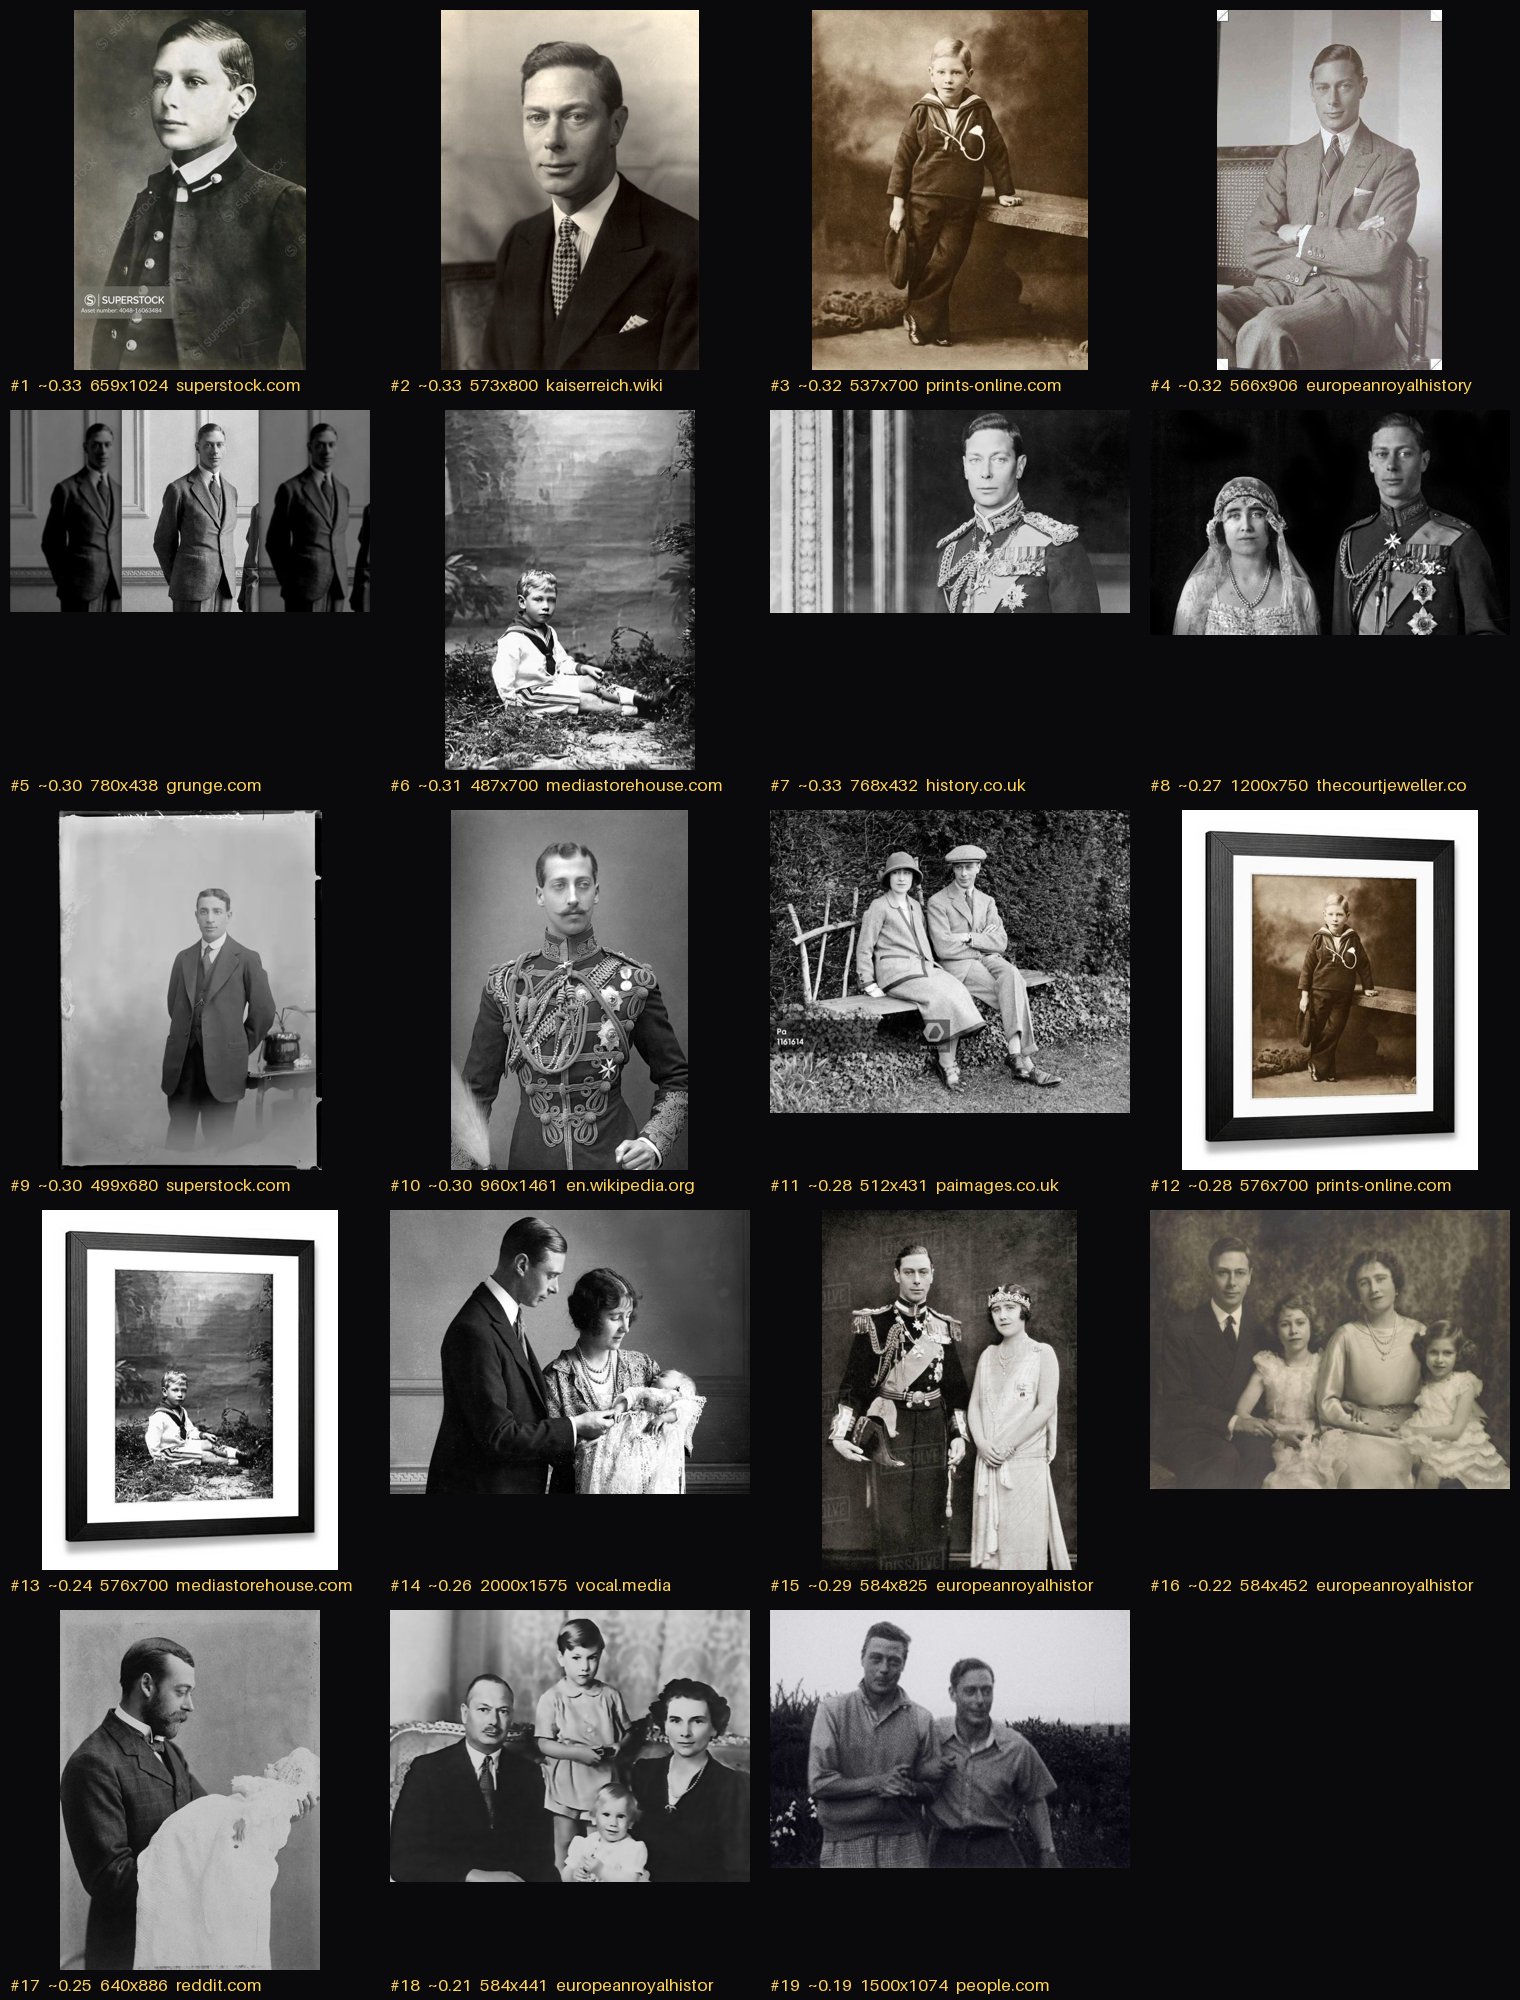 SUPERSTOCK
Asset number: 4048-16063484
#1 ~0.33 659x1024 superstock.com
#2 ~0.33 573x800 kaiserreich.wiki
#3 ~0.32 537x700 prints-online.com
#4 ~0.32 566x906 europeanroyalhistory
#5 ~0.30 780x438 grunge.com
#6 ~0.31 487x700 mediastorehouse.com
#7 ~0.33 768x432 history.co.uk
#8 ~0.27 1200x750 thecourtjeweller.co
#9 ~0.30 499x680 superstock.com
#10 ~0.30 960x1461 en.wikipedia.org
Pa
1161614
#11 ~0.28 512x431 paimages.co.uk
#12 ~0.28 576x700 prints-online.com
#13 ~0.24 576x700 mediastorehouse.com
#14 ~0.26 2000x1575 vocal.media
DISSOLVE
#15 ~0.29 584x825 europeanroyalhistor
#16 ~0.22 584x452 europeanroyalhistor
#17 ~0.25 640x886 reddit.com
#18 ~0.21 584x441 europeanroyalhistor
#19 ~0.19 1500x1074 people.com